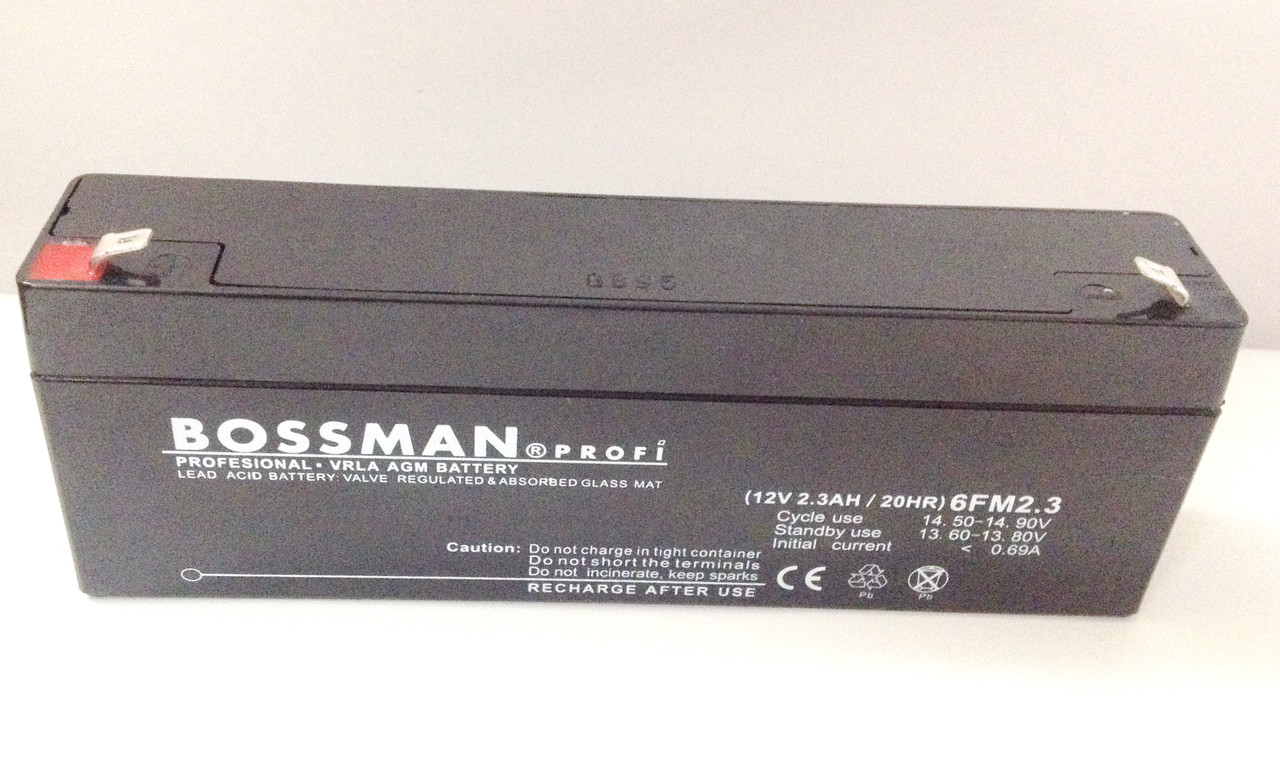 BOSSMAN ® PROFi
PROFESIONAL • VRLA AGM BATTERY
LEAD ACID BATTERY: VALVE REGULATED & ABSORBED GLASS MAT
(12V 2.3AH / 20HR) 6FM2.3
Cycle use 14. 50-14. 90V
Standby use 13. 60-13. 80V
Initial current < 0.69A
Caution: Do not charge in tight container
Do not short the terminals
Do not incinerate, keep sparks
RECHARGE AFTER USE
CE
Pb Pb